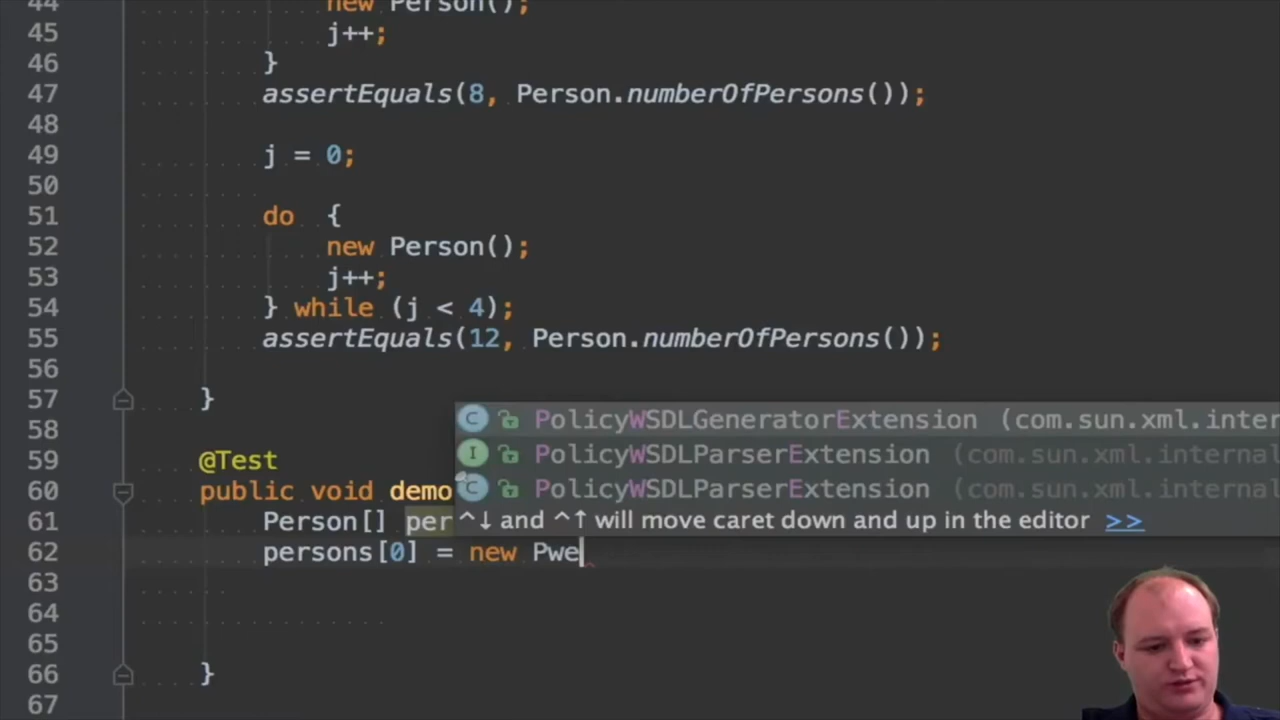 44 new Person();
45 j++;
46 }
47 assertEquals(8, Person.numberOfPersons());
48
49 j = 0;
50
51 do {
52 new Person();
53 j++;
54 } while (j < 4);
55 assertEquals(12, Person.numberOfPersons());
56
57 }
58
59 @Test
60 public void demo
61 Person[] per
62 persons[0] = new Pwe
63
64
65
66 }
67
C PolicyWSDLGeneratorExtension (com.sun.xml.inter
I PolicyWSDLParserExtension (com.sun.xml.internal
C PolicyWSDLParserExtension (com.sun.xml.internal
^↓ and ^↑ will move caret down and up in the editor >>